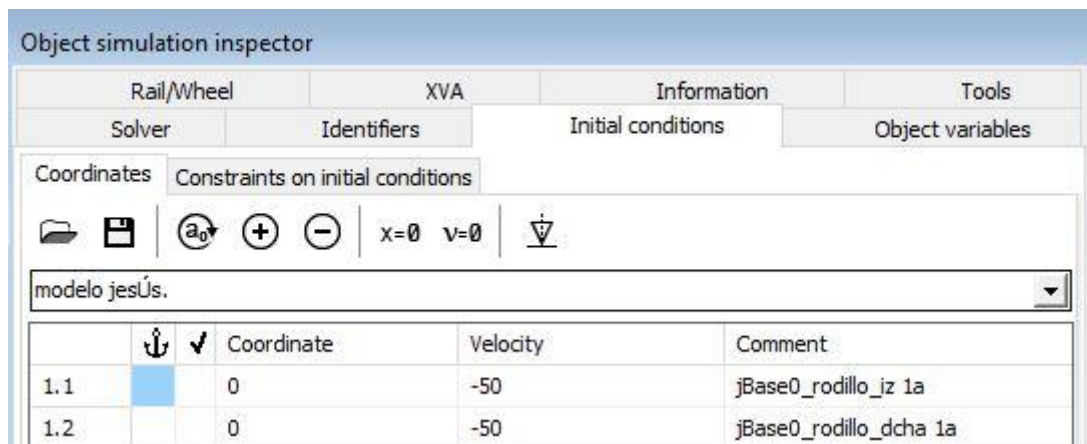 Object simulation inspector
Rail/Wheel XVA Information Tools
Solver Identifiers Initial conditions Object variables
Coordinates Constraints on initial conditions
a₀ x=0 v=0
modelo jesÚs.
Coordinate Velocity Comment
1.1 0 -50 jBase0_rodillo_iz 1a
1.2 0 -50 jBase0_rodillo_dcha 1a